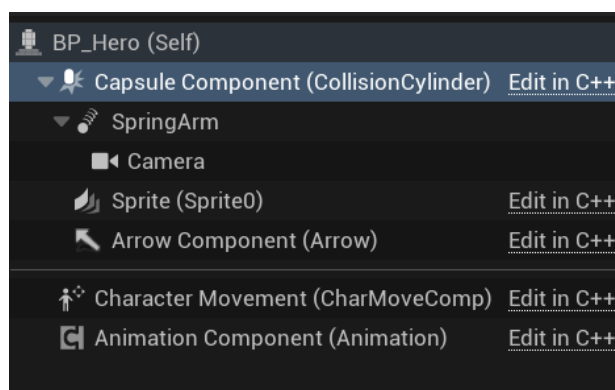 BP_Hero (Self)
Capsule Component (CollisionCylinder) Edit in C++
SpringArm
Camera
Sprite (Sprite0) Edit in C++
Arrow Component (Arrow) Edit in C++
Character Movement (CharMoveComp) Edit in C++
Animation Component (Animation) Edit in C++